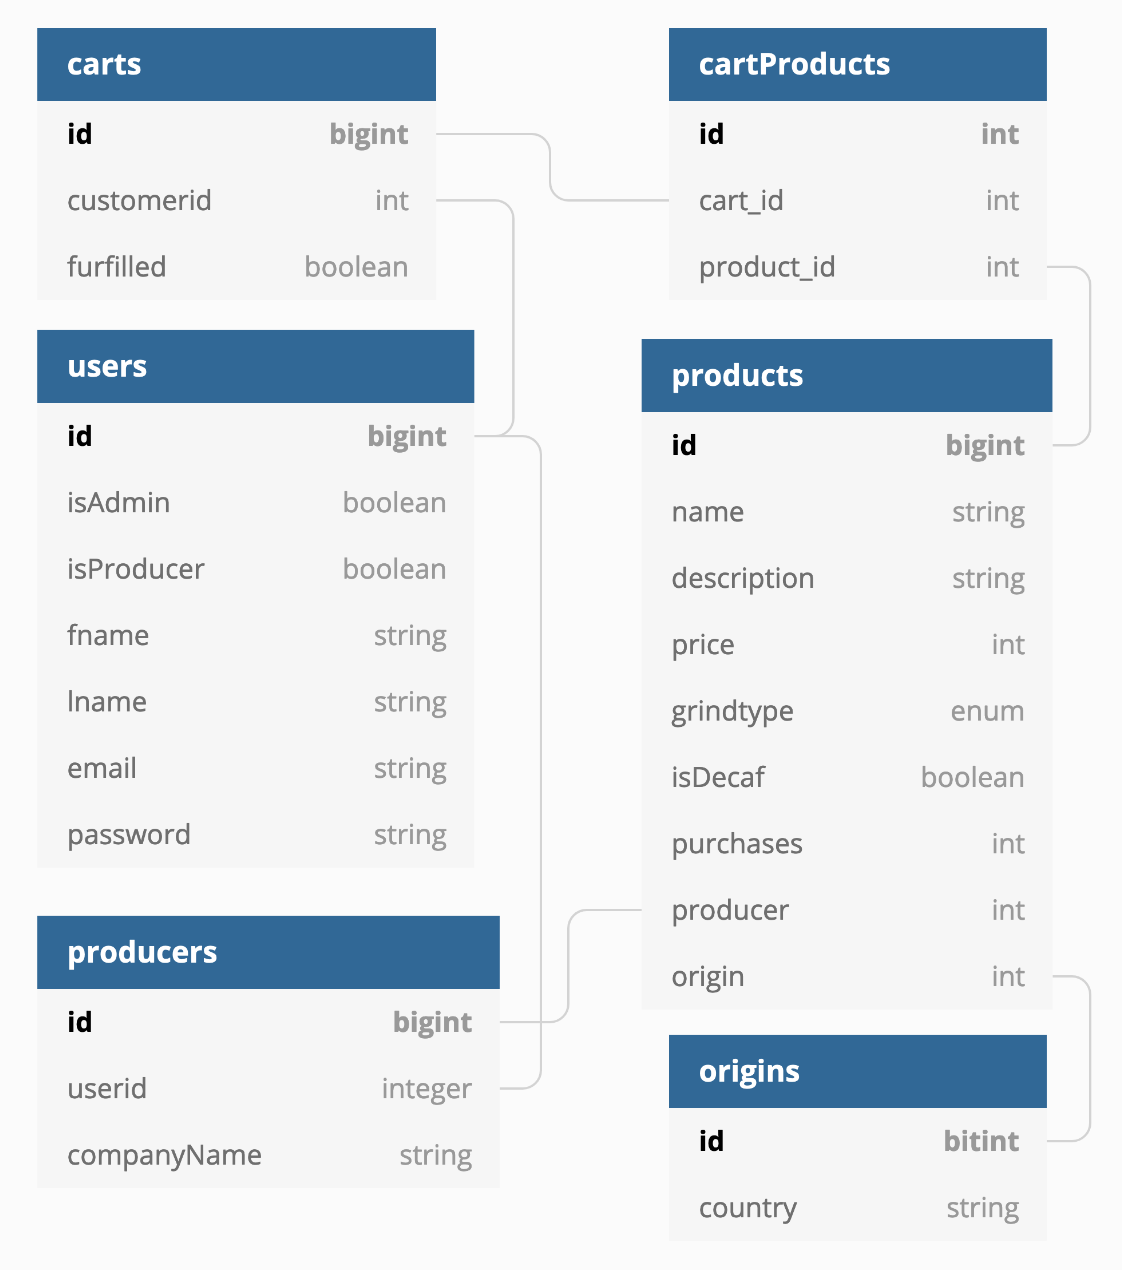 carts
id bigint
customerid int
furfilled boolean
users
id bigint
isAdmin boolean
isProducer boolean
fname string
lname string
email string
password string
producers
id bigint
userid integer
companyName string
cartProducts
id int
cart_id int
product_id int
products
id bigint
name string
description string
price int
grindtype enum
isDecaf boolean
purchases int
producer int
origin int
origins
id bitint
country string